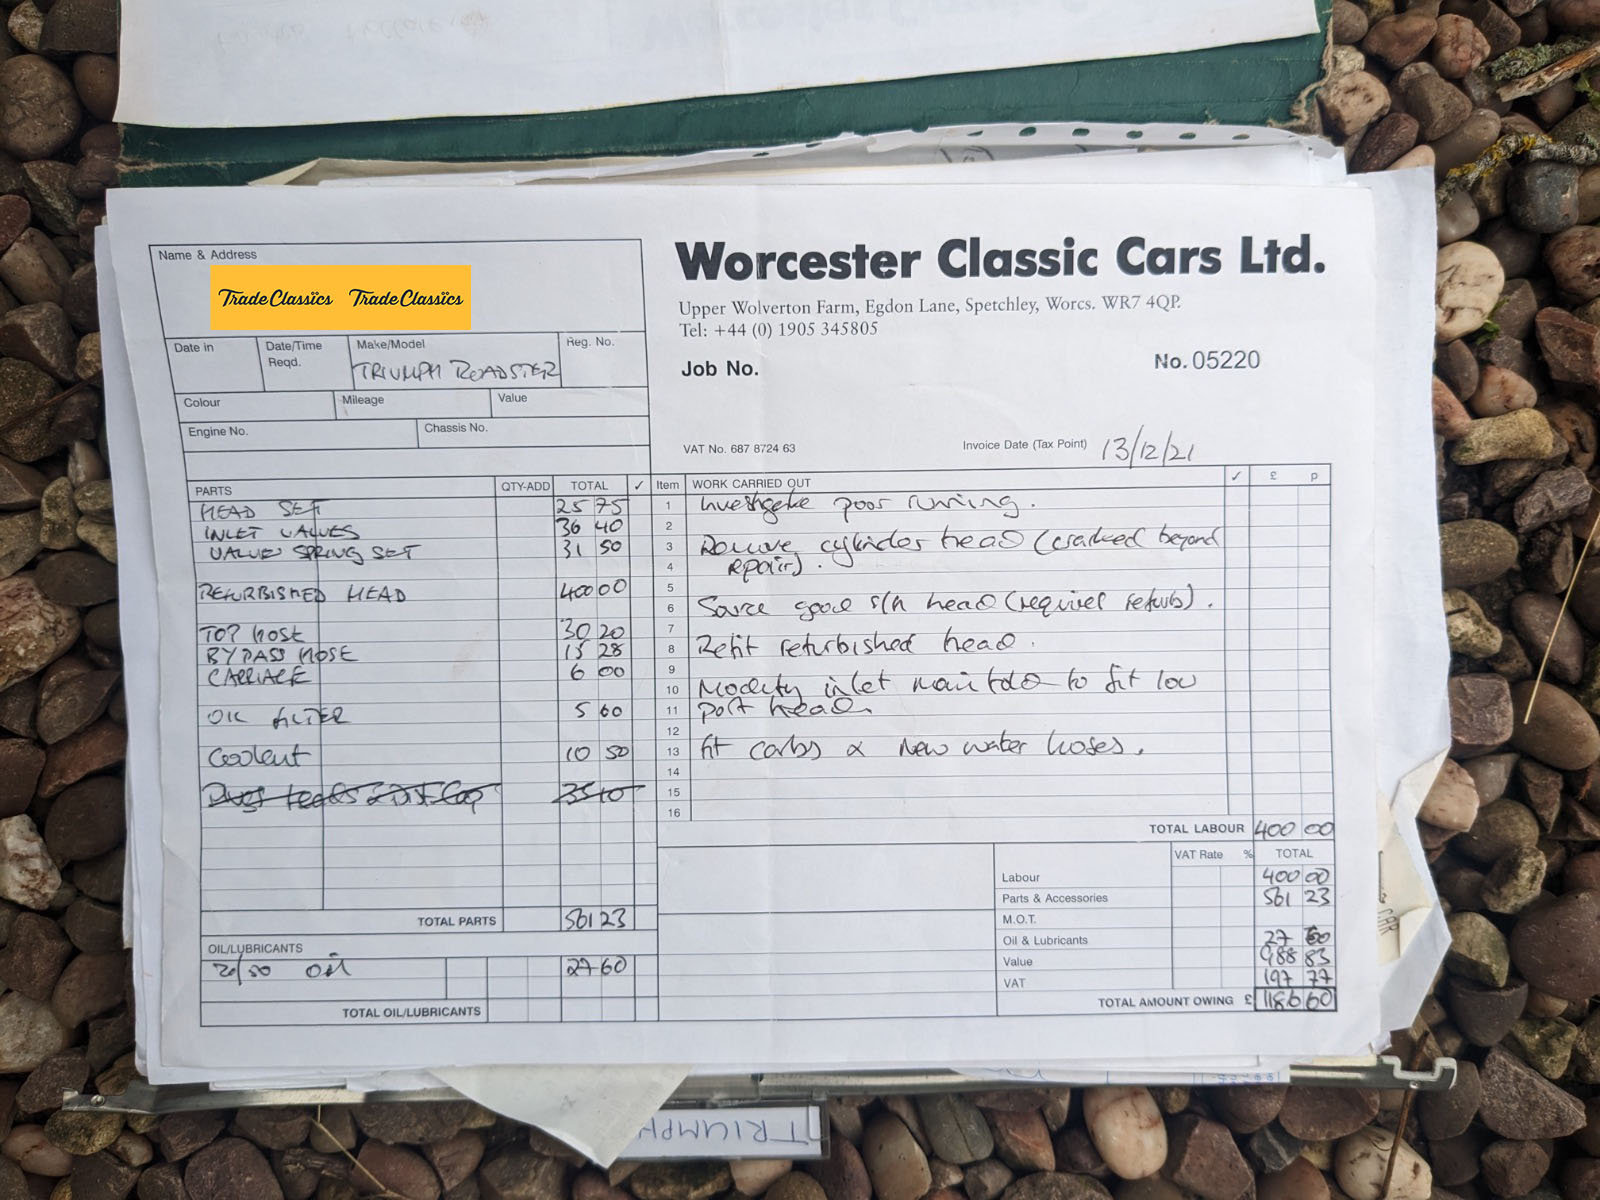 Name & Address
TradeClassics TradeClassics
Worcester Classic Cars Ltd.
Upper Wolverton Farm, Egdon Lane, Spetchley, Worcs. WR7 4QP.
Tel: +44 (0) 1905 345805
Date in
Date/Time Reqd.
Make/Model
TRIUMPH ROADSTER
Reg. No.
Job No.
No. 05220
Colour
Mileage
Value
Engine No.
Chassis No.
VAT No. 687 8724 63
Invoice Date (Tax Point) 13/12/21
PARTS QTY-ADD TOTAL ✓
HEAD SET 25 75
INLET VALVES 36 40
VALVE SPRING SET 31 50
REFURBISHED HEAD 400 00
TOP HOSE 30 20
BYPASS HOSE 15 28
CARRIAGE 6 00
OIL FILTER 5 60
Coolent 10 50
TOTAL PARTS 561 23
OIL/LUBRICANTS
20/50 oil 27 60
TOTAL OIL/LUBRICANTS
Item WORK CARRIED OUT ✓ £ p
1 Investigate poor running.
2
3 Remove cylinder head (cracked beyond
4 repair).
5
6 Source good s/h head (requires refurb).
7
8 Refit refurbished head.
9
10 Modify inlet manifold to fit low
11 port head.
12
13 fit carbs & new water hoses.
14
15
16
TOTAL LABOUR 400 00
VAT Rate % TOTAL
Labour 400 00
Parts & Accessories 561 23
M.O.T.
Oil & Lubricants 27 60
Value 988 83
VAT 197 77
TOTAL AMOUNT OWING £ 1186 60
TRIUMPH